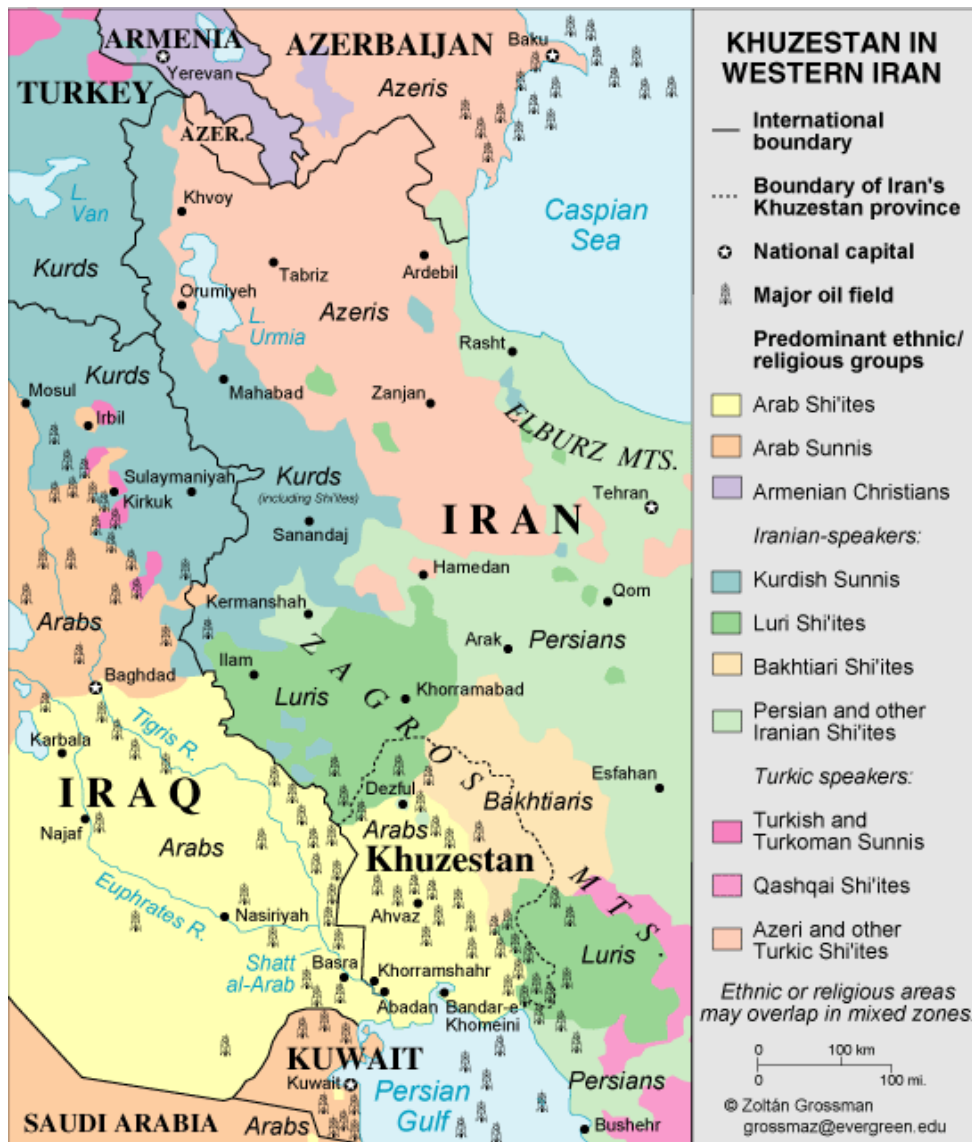 ARMENIA
Yerevan
AZERBAIJAN
Baku
Azeris
TURKEY
AZER.
L.
Van
Khvoy
Caspian
Sea
Kurds
Tabriz
Ardebil
Orumiyeh
Azeris
L.
Urmia
Rasht
Kurds
Mosul
Mahabad
Zanjan
Irbil
ELBURZ MTS.
Sulaymaniyah
Kirkuk
Kurds
(including Shi'ites)
Tehran
Sanandaj
IRAN
Hamedan
Kermanshah
Qom
Arabs
Arak
Persians
Ilam
Baghdad
Luris
Khorramabad
ZAGROS
Tigris R.
Karbala
Esfahan
IRAQ
Dezful
Bakhtiaris
Najaf
Arabs
Arabs
Khuzestan
MTS.
Euphrates R.
Ahvaz
Nasiriyah
Luris
Shatt
al-Arab
Basra
Khorramshahr
Abadan
Bandar-e
Khomeini
KUWAIT
Kuwait
Persian
Gulf
Persians
SAUDI ARABIA
Arabs
Bushehr
KHUZESTAN IN
WESTERN IRAN
International
boundary
Boundary of Iran's
Khuzestan province
National capital
Major oil field
Predominant ethnic/
religious groups
Arab Shi'ites
Arab Sunnis
Armenian Christians
Iranian-speakers:
Kurdish Sunnis
Luri Shi'ites
Bakhtiari Shi'ites
Persian and other
Iranian Shi'ites
Turkic speakers:
Turkish and
Turkoman Sunnis
Qashqai Shi'ites
Azeri and other
Turkic Shi'ites
Ethnic or religious areas
may overlap in mixed zones.
0 100 km
0 100 mi.
© Zoltán Grossman
grossmaz@evergreen.edu